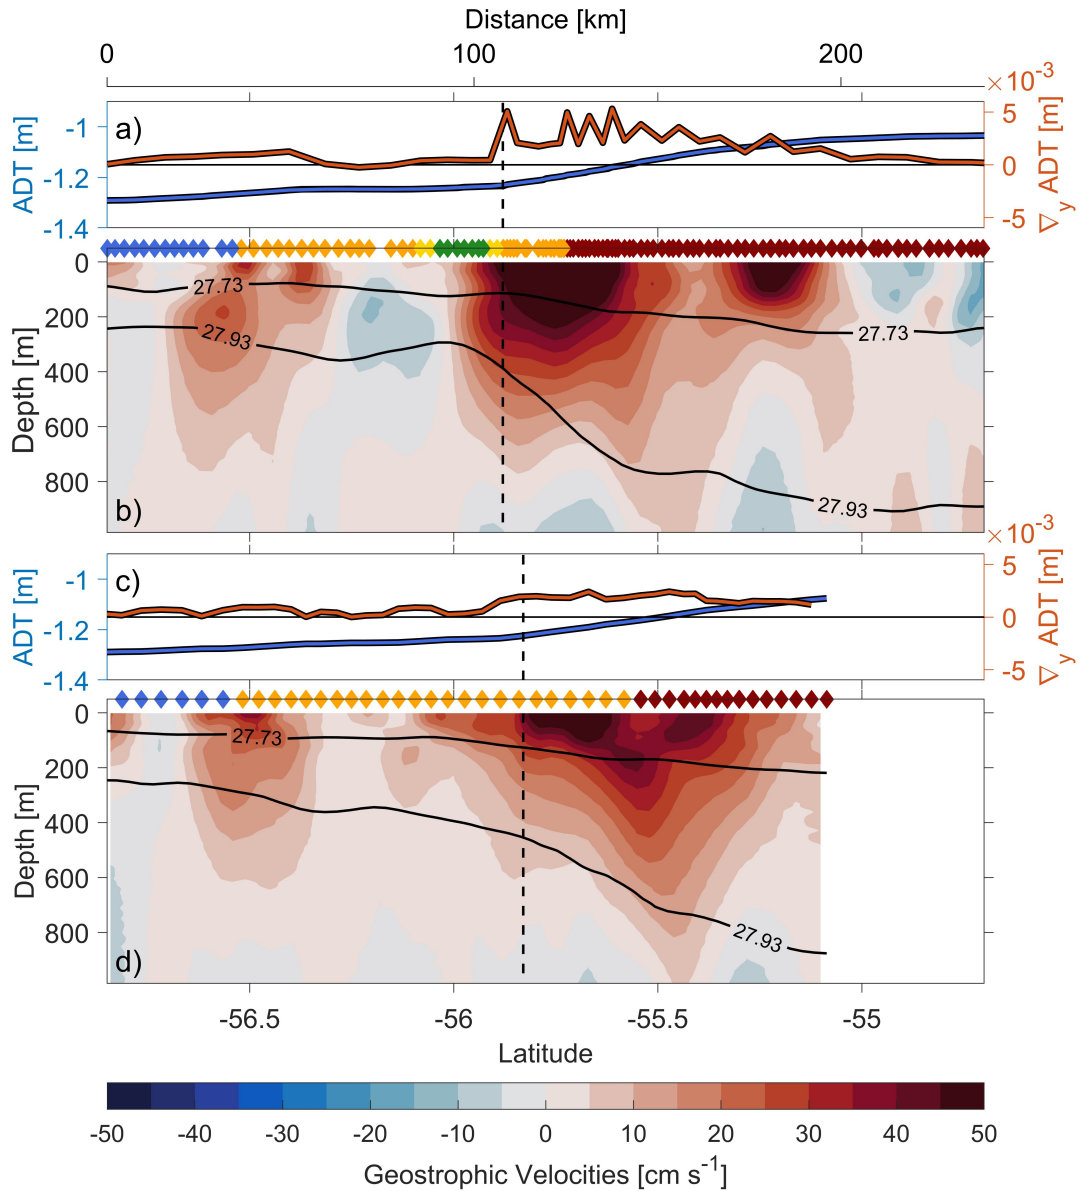 Distance [km]
0 100 200
×10⁻³
a)
ADT [m]
-1
-1.2
-1.4
5
0
-5
∇y ADT [m]
b)
Depth [m]
0
200
400
600
800
27.73
27.73
27.93
27.93
×10⁻³
c)
ADT [m]
-1
-1.2
-1.4
5
0
-5
∇y ADT [m]
d)
Depth [m]
0
200
400
600
800
27.73
27.93
-56.5 -56 -55.5 -55
Latitude
-50 -40 -30 -20 -10 0 10 20 30 40 50
Geostrophic Velocities [cm s⁻¹]